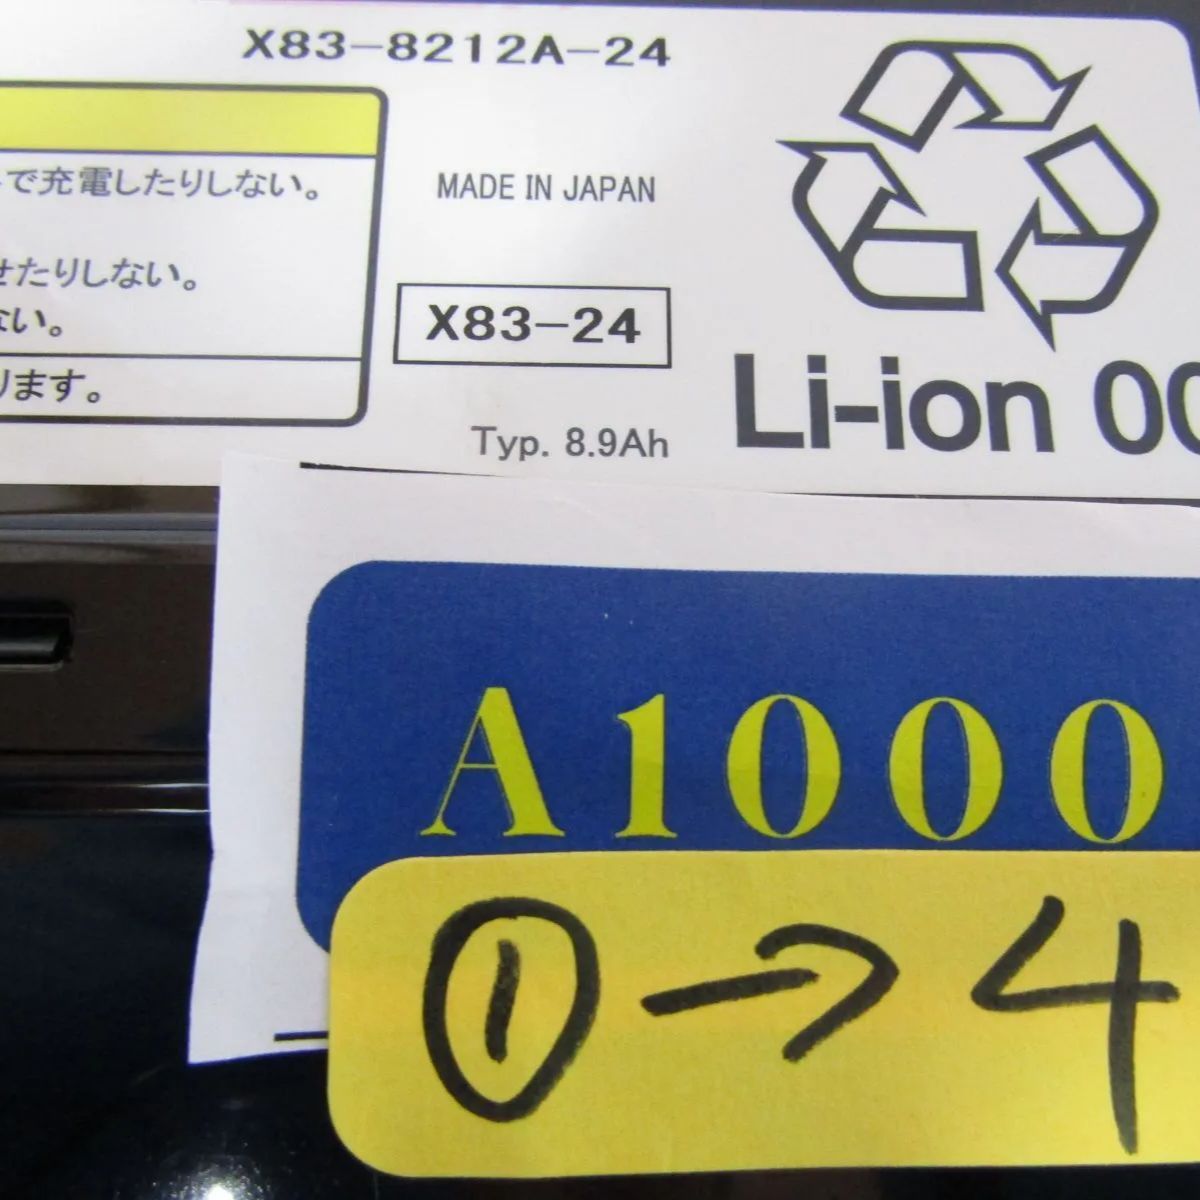 X83-8212A-24
で充電したりしない。
MADE IN JAPAN
せたりしない。
X83-24
ない。
ります。
Typ. 8.9Ah
Li-ion 00
A1000
①→4